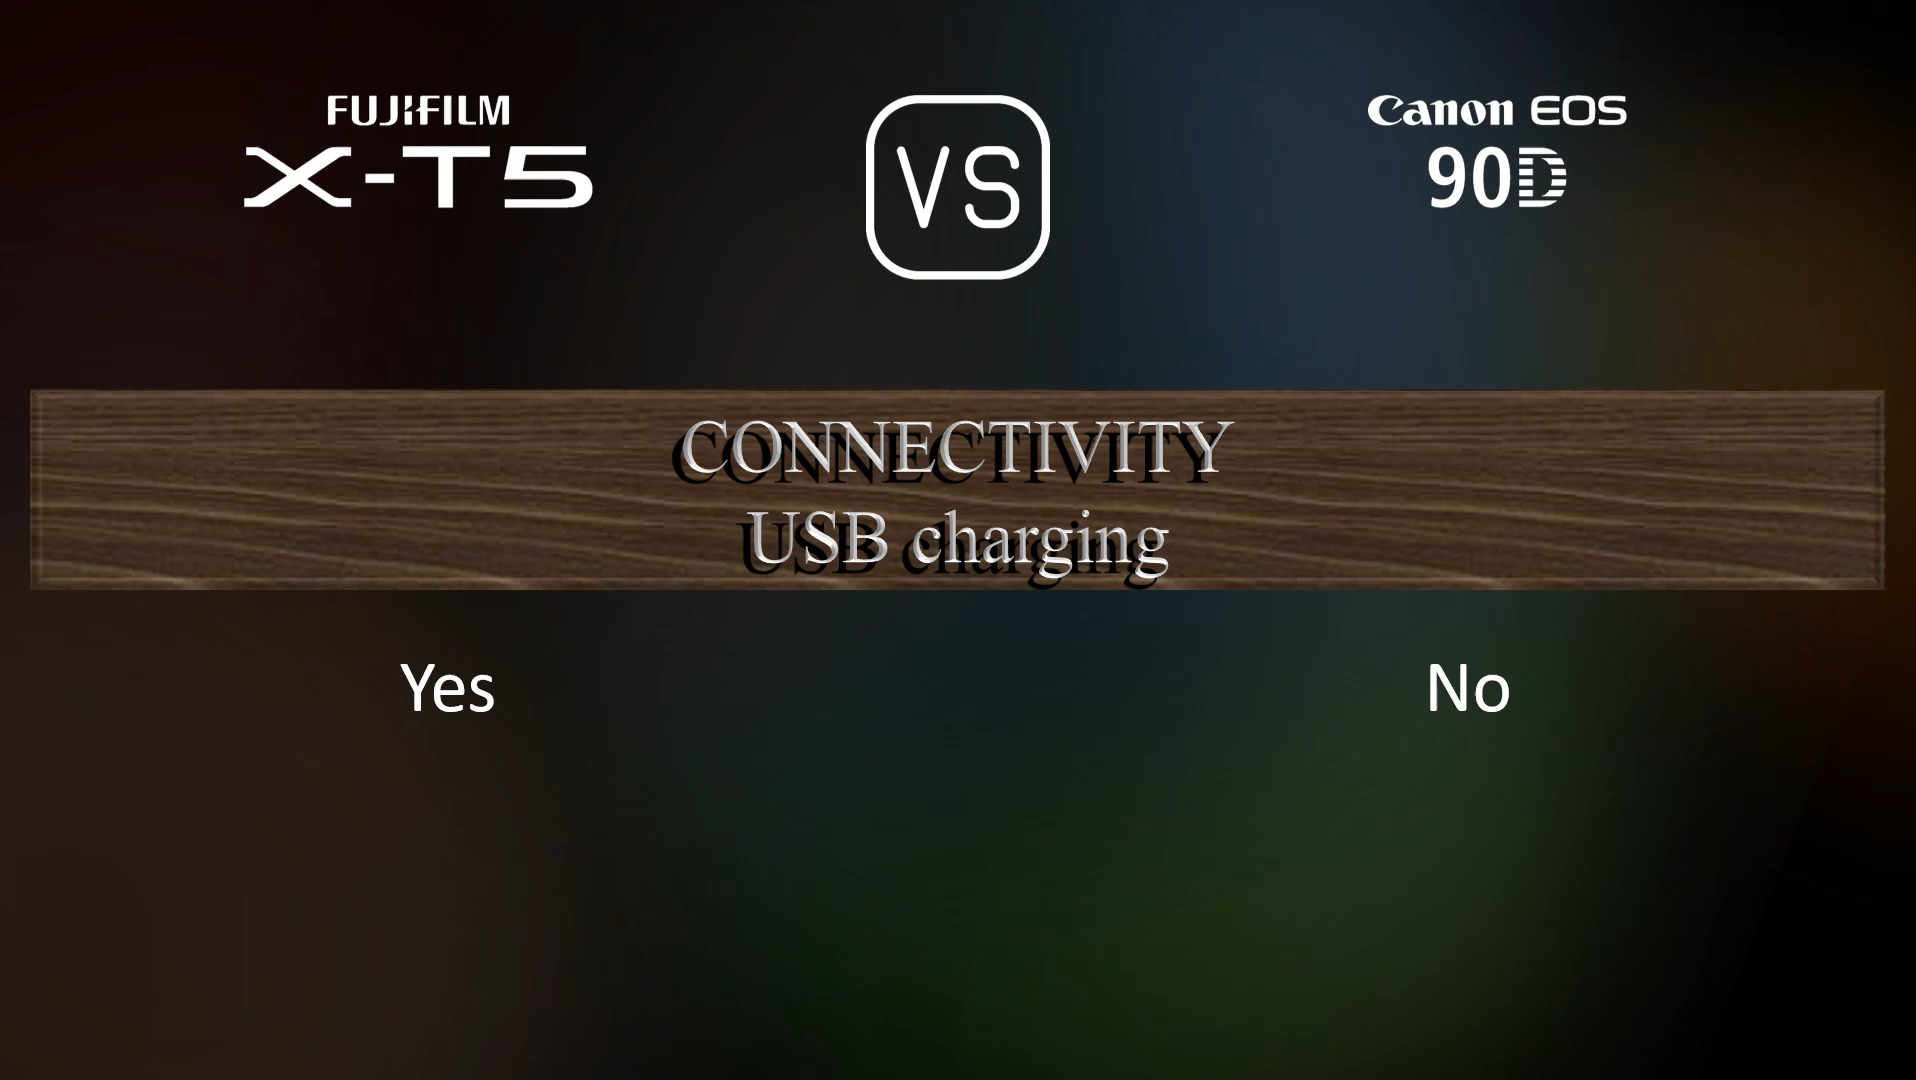 FUJIFILM
X-T5
VS
Canon EOS
90D
CONNECTIVITY
USB charging
Yes
No